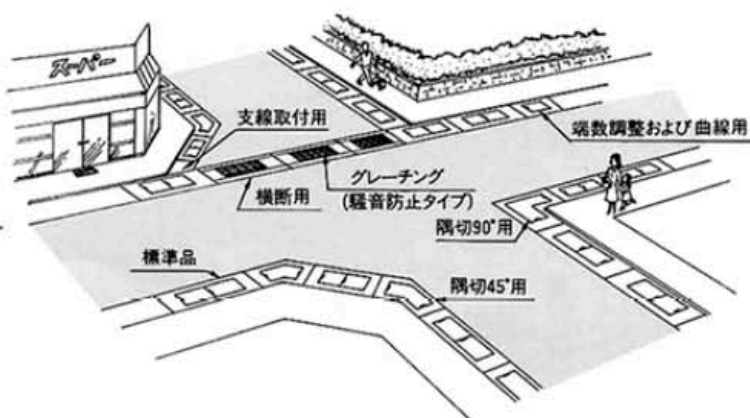 スーパー
支線取付用
端数調整および曲線用
グレーチング
(騒音防止タイプ)
横断用
隅切90°用
標準品
隅切45°用